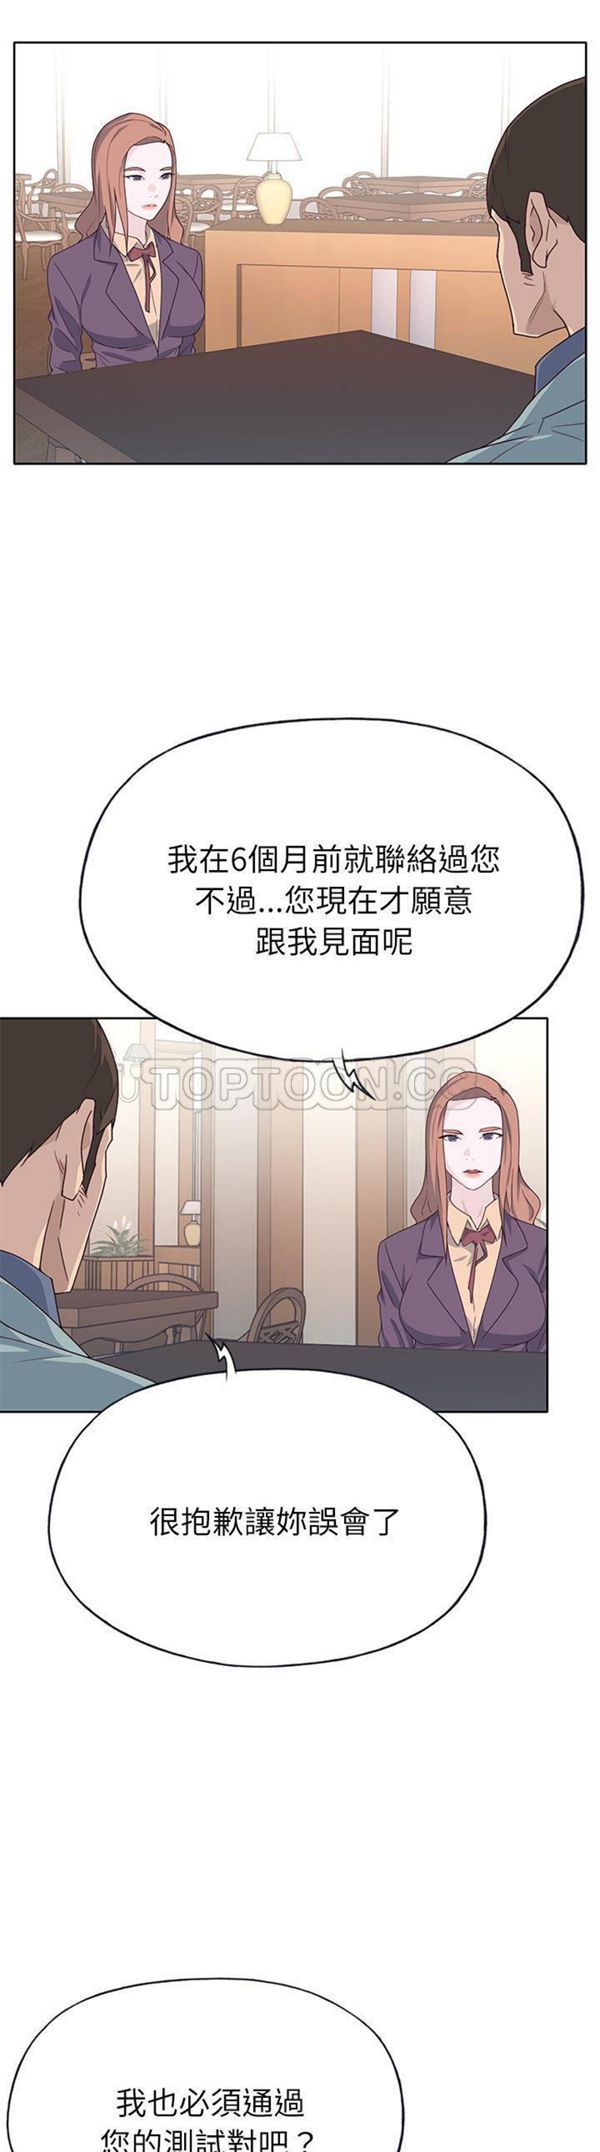 我在6個月前就聯絡過您
不過...您現在才願意
跟我見面呢
TOPTOON.CO
很抱歉讓妳誤會了
TOPTOON.CO
我也必須通過
您的測試對吧？